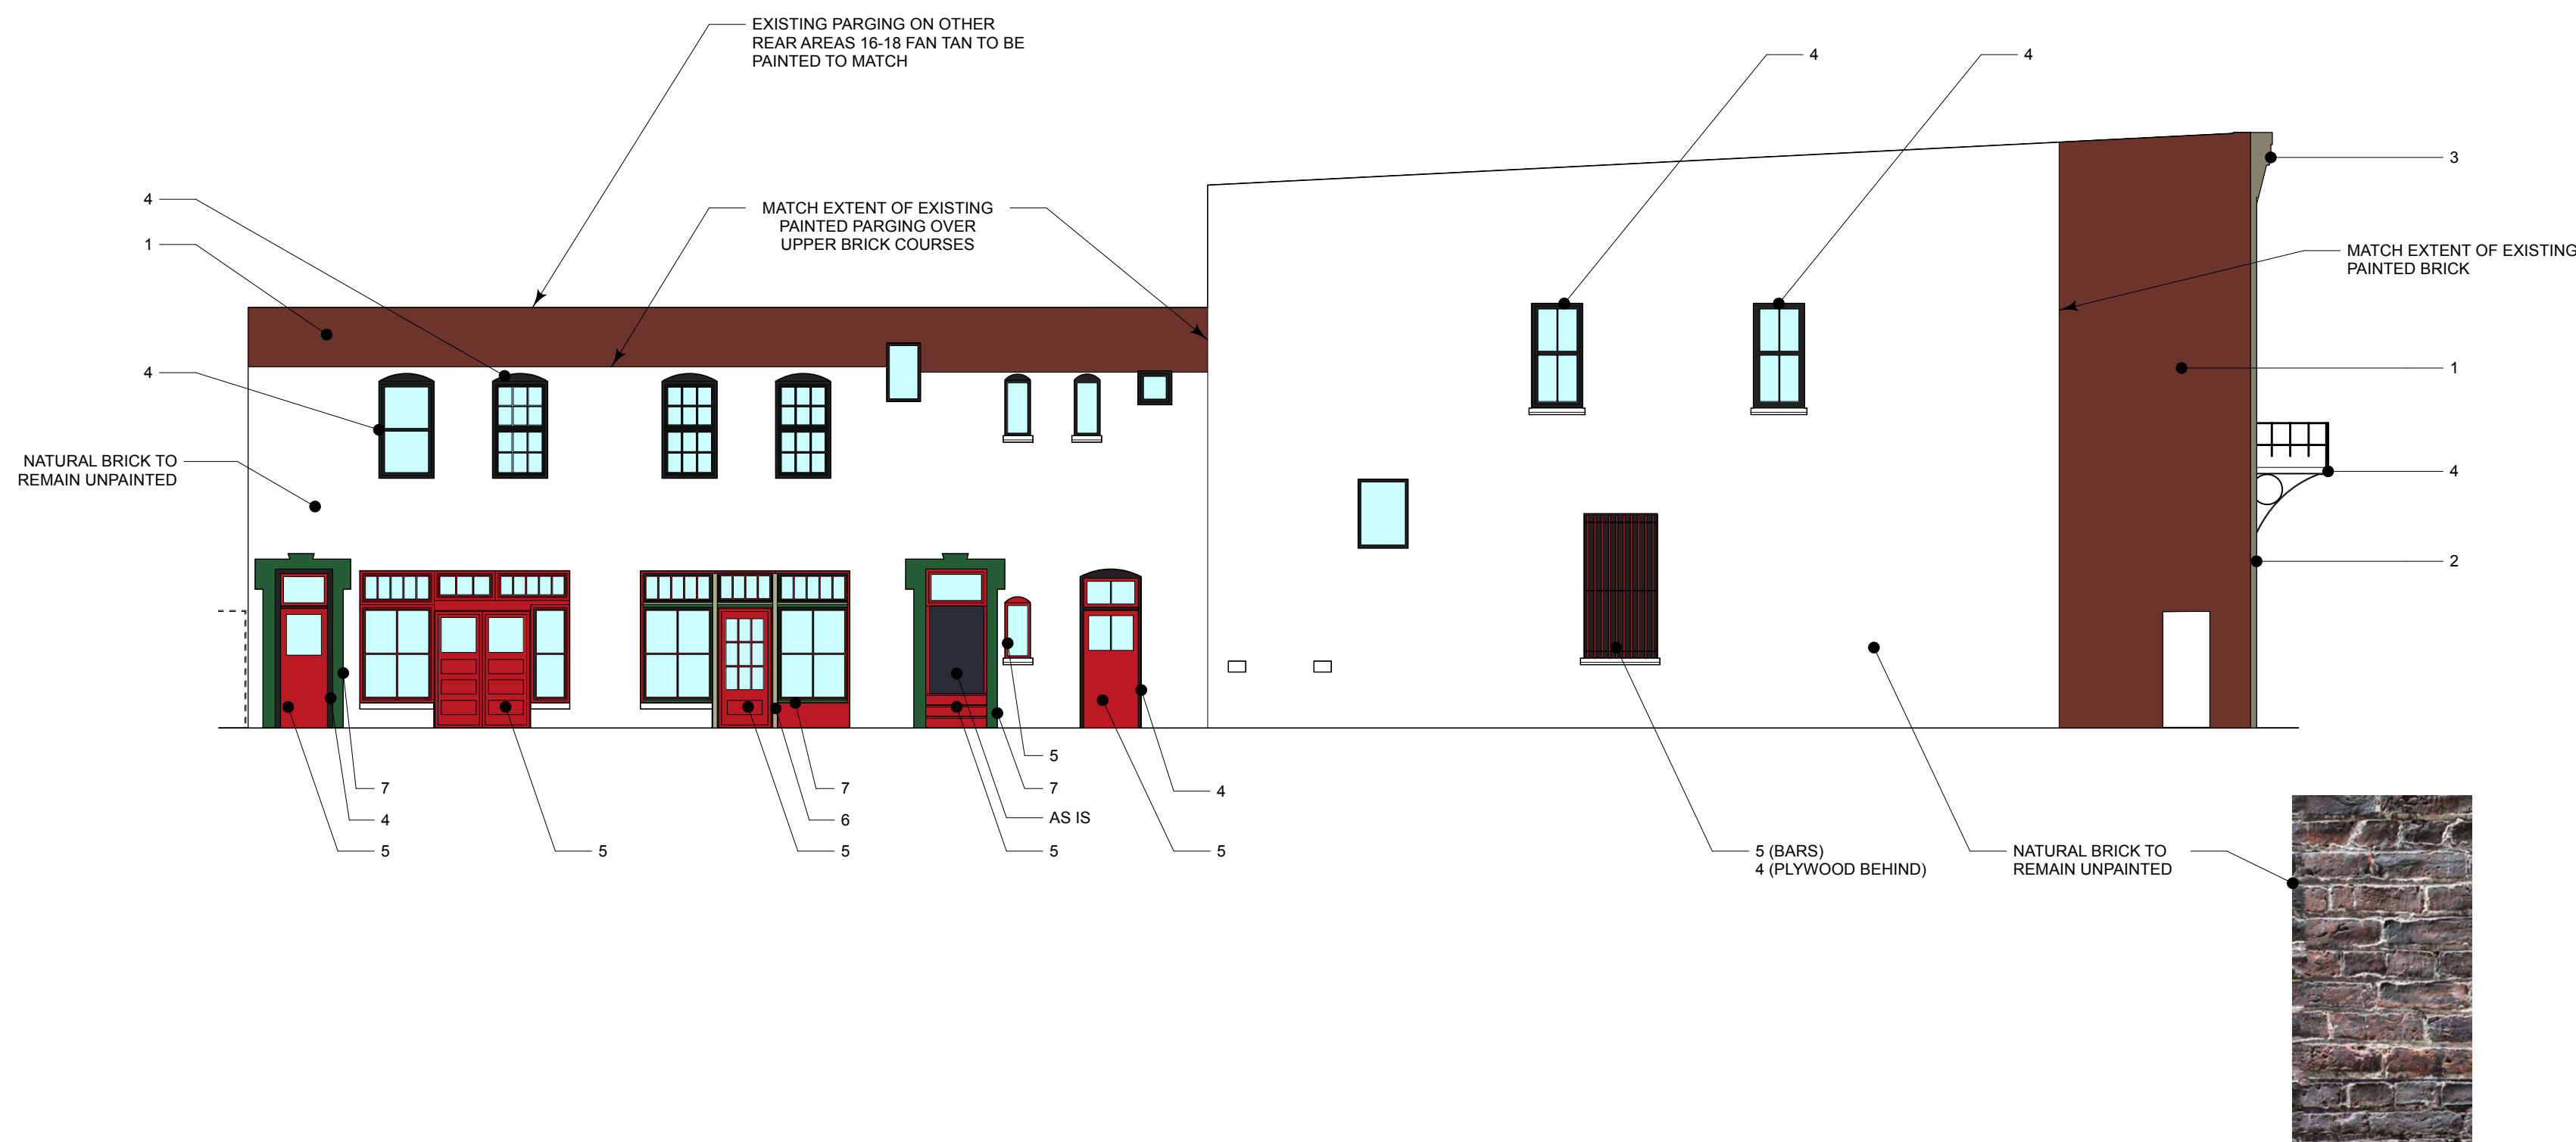 EXISTING PARGING ON OTHER
REAR AREAS 16-18 FAN TAN TO BE
PAINTED TO MATCH
4
4
3
4
MATCH EXTENT OF EXISTING
PAINTED PARGING OVER
UPPER BRICK COURSES
1
MATCH EXTENT OF EXISTING
PAINTED BRICK
4
1
NATURAL BRICK TO
REMAIN UNPAINTED
4
2
7
4
5
5
7
6
5
5
7
AS IS
5
4
5
5 (BARS)
4 (PLYWOOD BEHIND)
NATURAL BRICK TO
REMAIN UNPAINTED